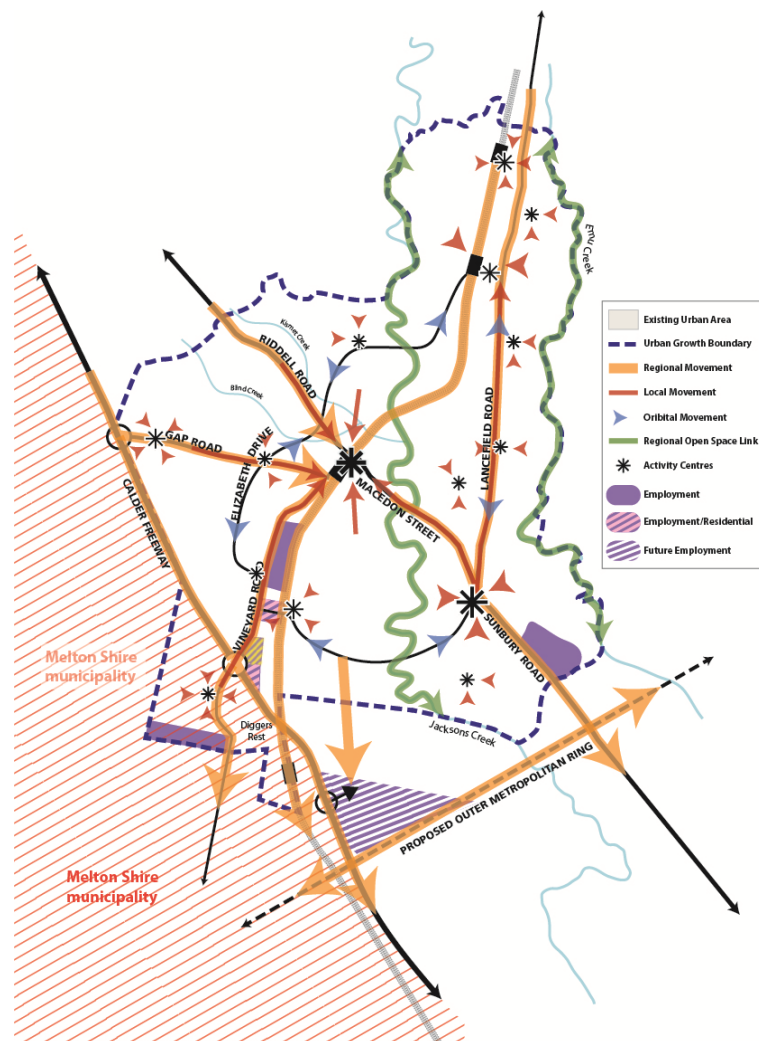 Emu Creek
Existing Urban Area
Urban Growth Boundary
Regional Movement
Local Movement
Oribital Movement
Regional Open Space Link
Activity Centres
Employment
Employment/Residential
Future Employment
Kismet Creek
RIDDELL ROAD
Blind Creek
GAP ROAD
ELIZABETH DRIVE
LANCEFIELD ROAD
MACEDON STREET
CALDER FREEWAY
VINEYARD ROAD
SUNBURY ROAD
Melton Shire
municipality
Diggers
Rest
Jacksons Creek
PROPOSED OUTER METROPOLITAN RING
Melton Shire
municipality